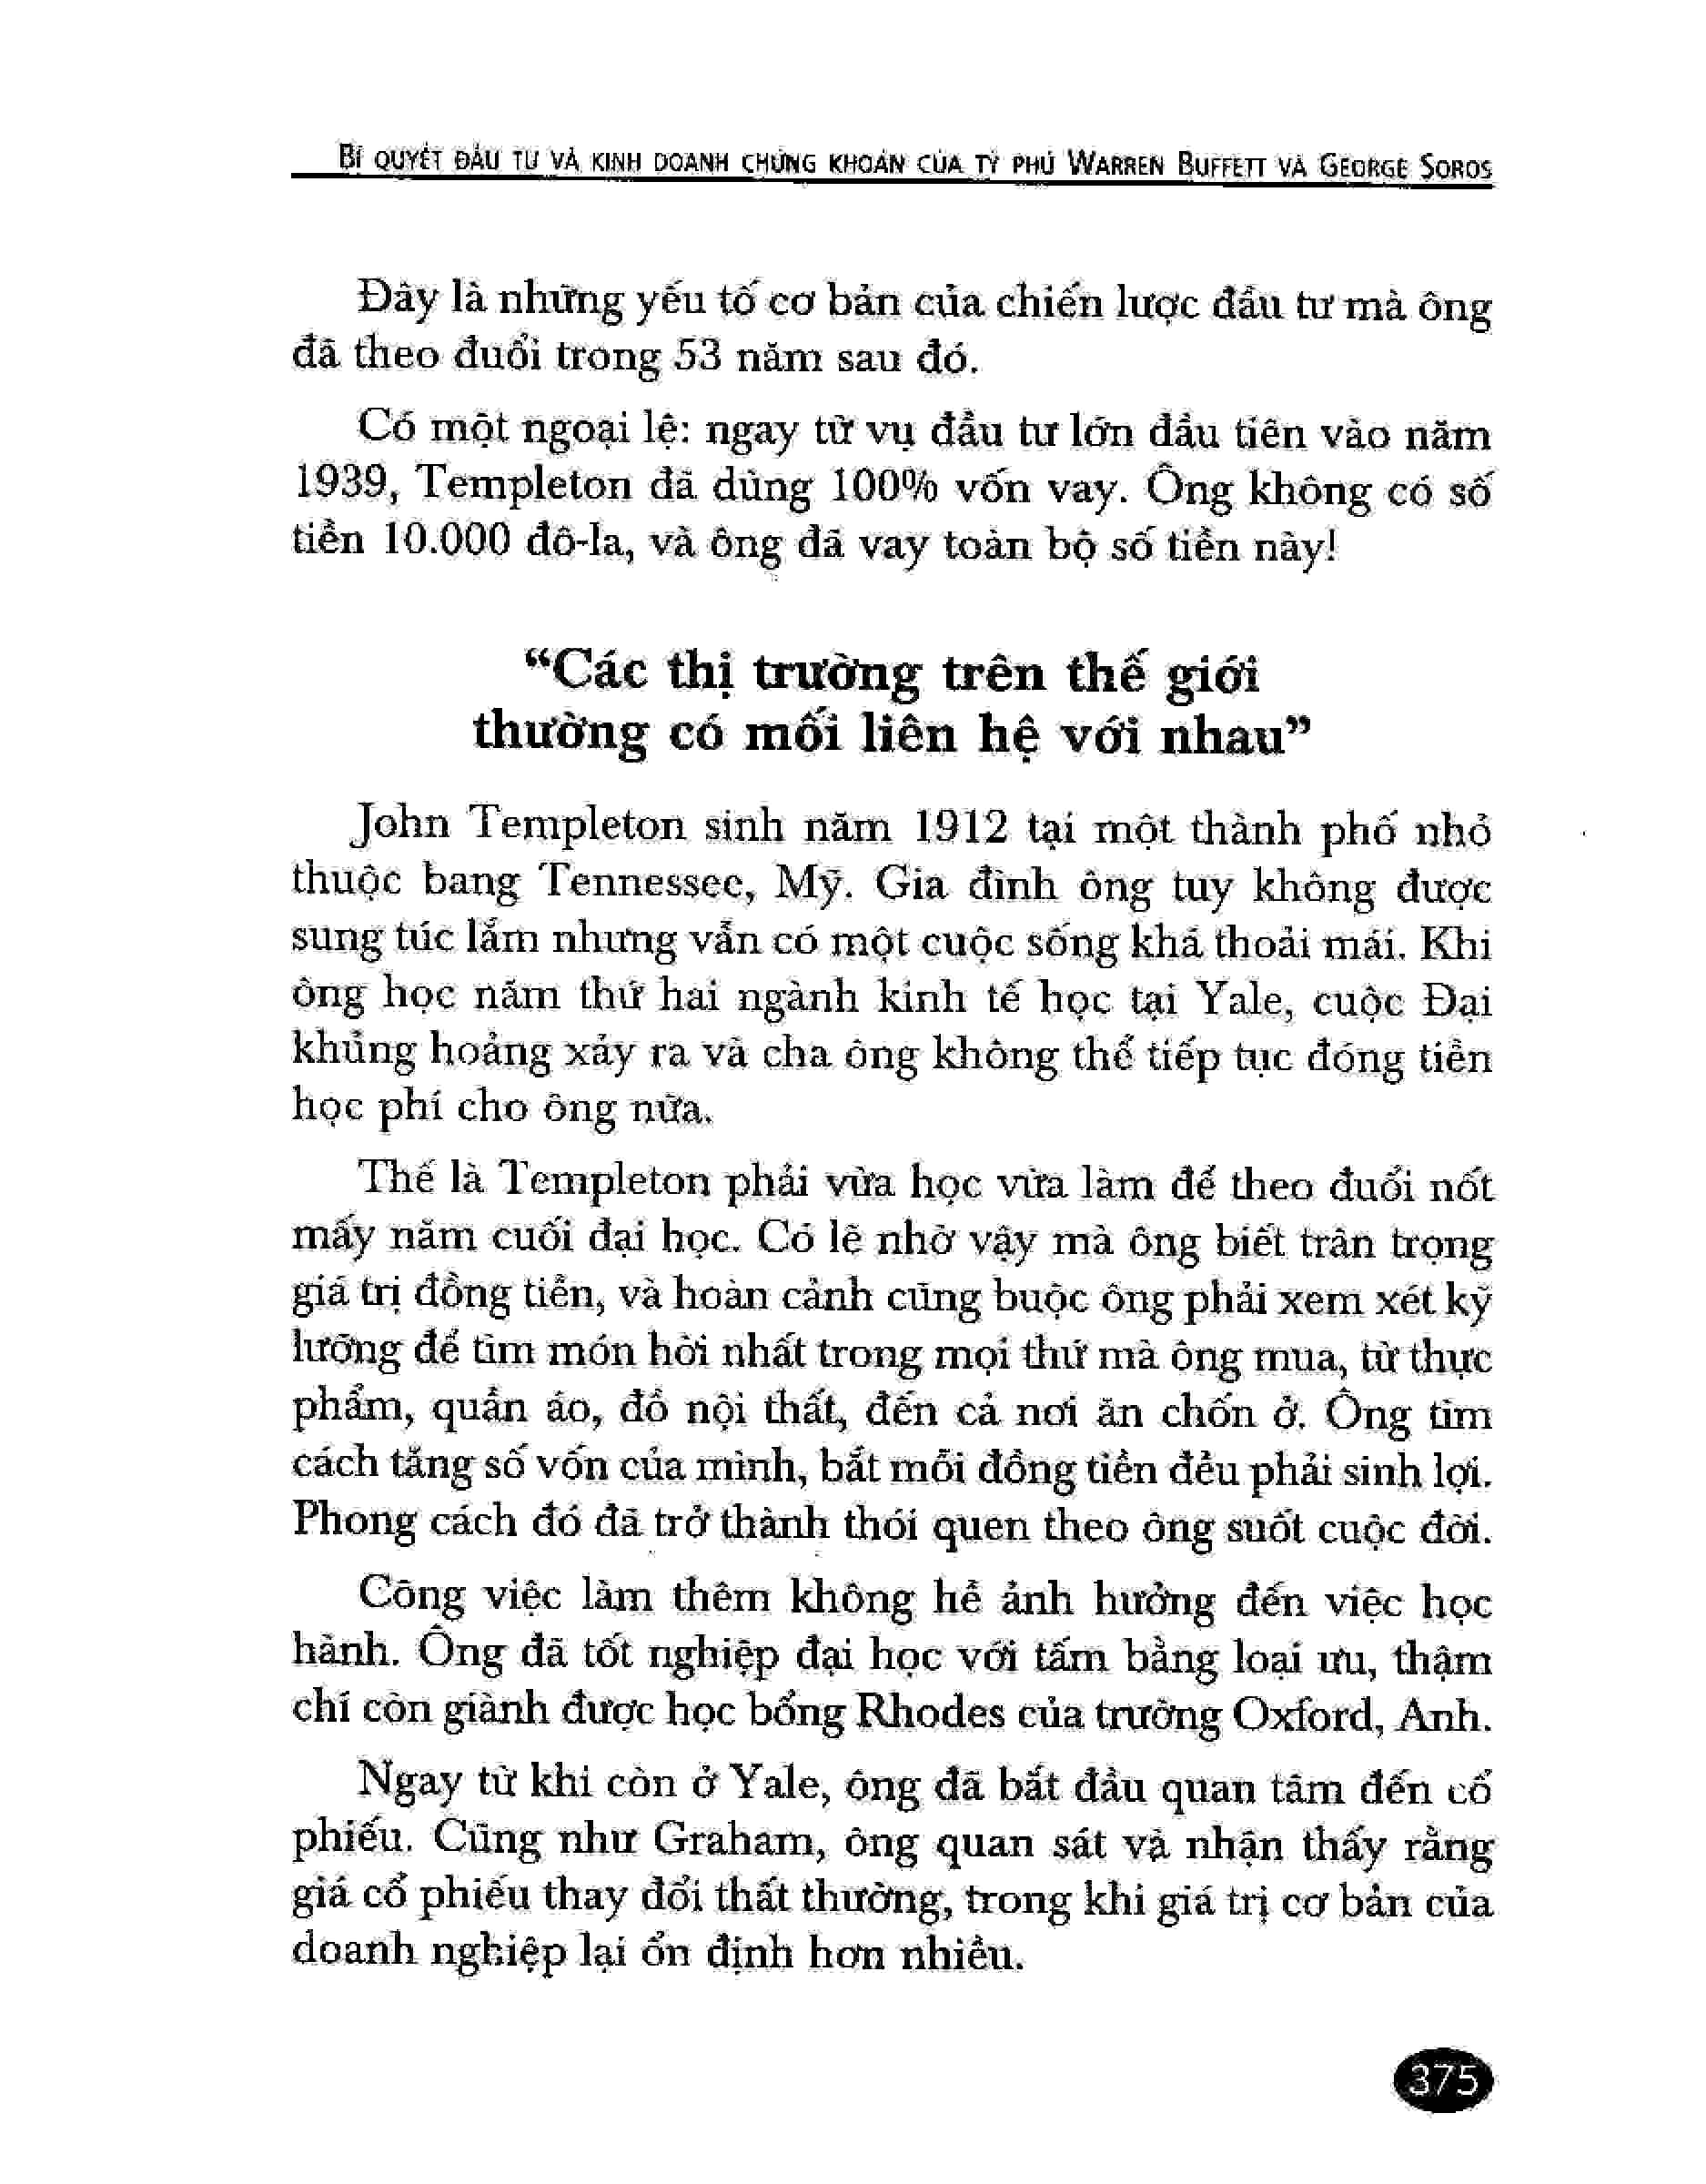 BÍ QUYẾT ĐẦU TƯ VÀ KINH DOANH CHỨNG KHOÁN CỦA TỶ PHÚ WARREN BUFFETT VÀ GEORGE SOROS
Đây là những yếu tố cơ bản của chiến lược đầu tư mà ông
đã theo đuổi trong 53 năm sau đó.
Có một ngoại lệ: ngay từ vụ đầu tư lớn đầu tiên vào năm
1939, Templeton đã dùng 100% vốn vay. Ông không có số
tiền 10.000 đô-la, và ông đã vay toàn bộ số tiền này!
“Các thị trường trên thế giới
thường có mối liên hệ với nhau”
John Templeton sinh năm 1912 tại một thành phố nhỏ
thuộc bang Tennessee, Mỹ. Gia đình ông tuy không được
sung túc lắm nhưng vẫn có một cuộc sống khá thoải mái. Khi
ông học năm thứ hai ngành kinh tế học tại Yale, cuộc Đại
khủng hoảng xảy ra và cha ông không thể tiếp tục đóng tiền
học phí cho ông nữa.
Thế là Templeton phải vừa học vừa làm để theo đuổi nốt
mấy năm cuối đại học. Có lẽ nhờ vậy mà ông biết trân trọng
giá trị đồng tiền, và hoàn cảnh cũng buộc ông phải xem xét kỹ
lưỡng để tìm món hời nhất trong mọi thứ mà ông mua, từ thực
phẩm, quần áo, đồ nội thất, đến cả nơi ăn chốn ở. Ông tìm
cách tăng số vốn của mình, bắt mỗi đồng tiền đều phải sinh lợi.
Phong cách đó đã trở thành thói quen theo ông suốt cuộc đời.
Công việc làm thêm không hề ảnh hưởng đến việc học
hành. Ông đã tốt nghiệp đại học với tấm bằng loại ưu, thậm
chí còn giành được học bổng Rhodes của trường Oxford, Anh.
Ngay từ khi còn ở Yale, ông đã bắt đầu quan tâm đến cổ
phiếu. Cũng như Graham, ông quan sát và nhận thấy rằng
giá cổ phiếu thay đổi thất thường, trong khi giá trị cơ bản của
doanh nghiệp lại ổn định hơn nhiều.
375